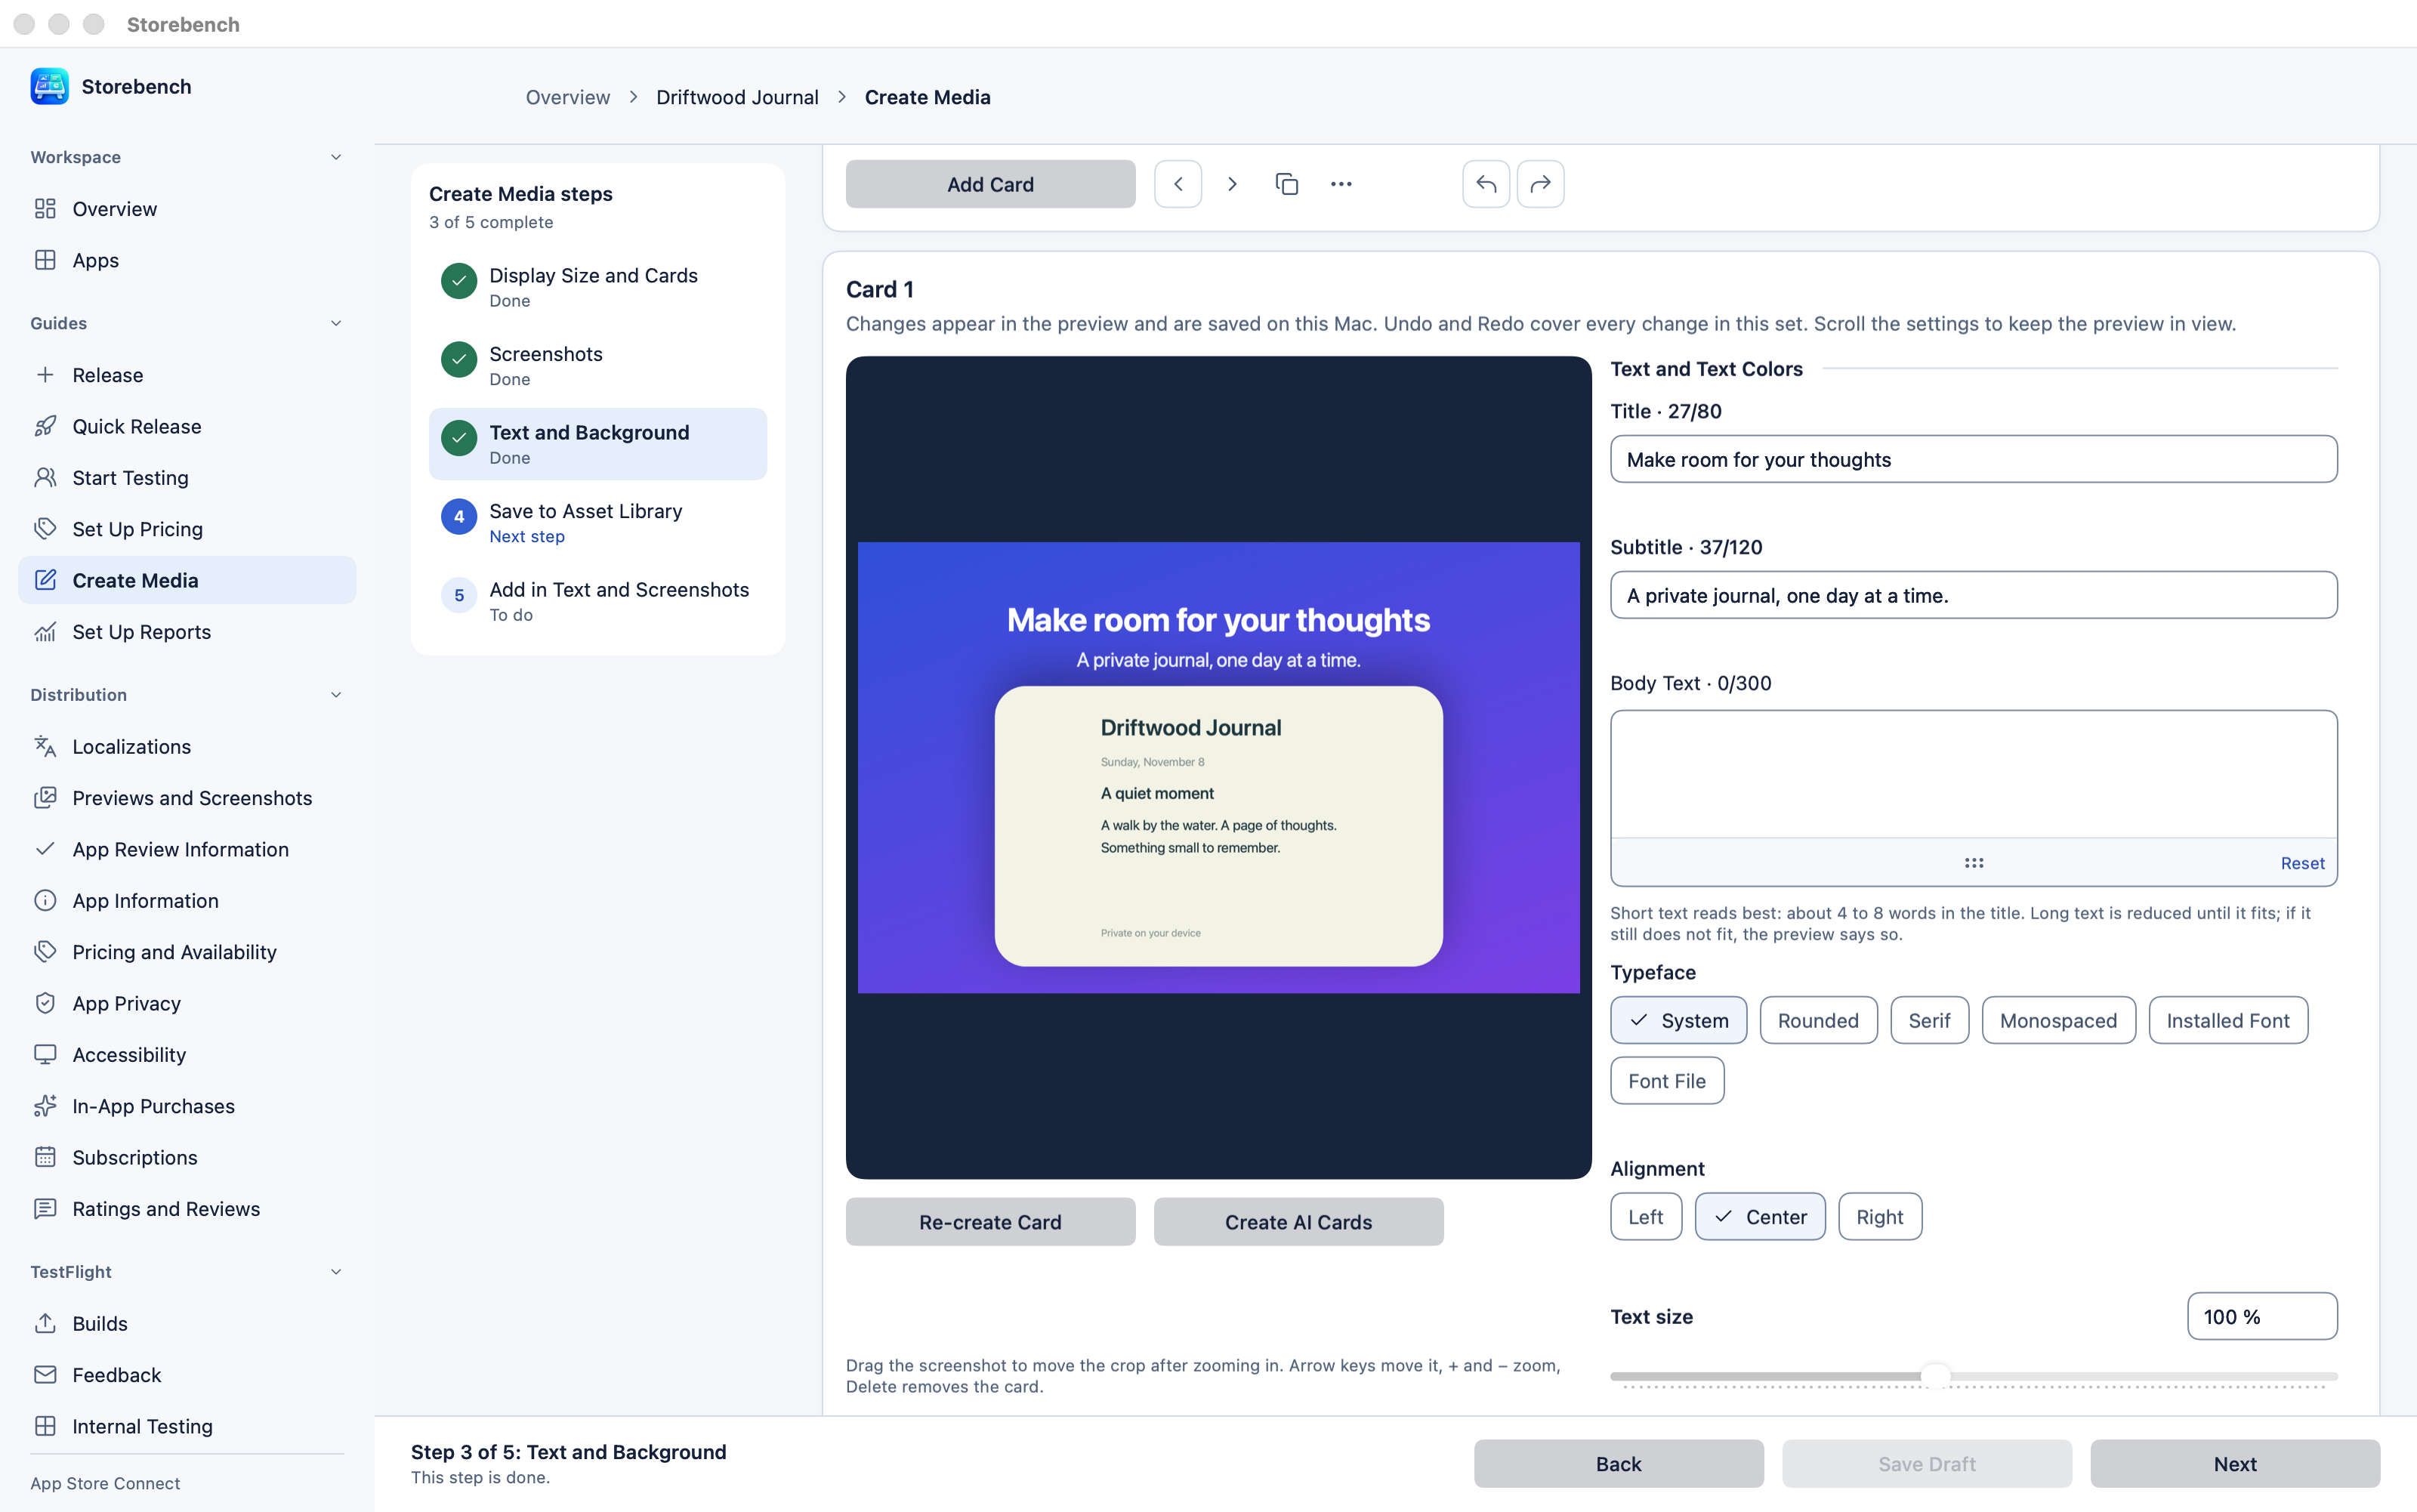 Storebench
Storebench
Workspace
Overview
Apps
Guides
Release
Quick Release
Start Testing
Set Up Pricing
Create Media
Set Up Reports
Distribution
Localizations
Previews and Screenshots
App Review Information
App Information
Pricing and Availability
App Privacy
Accessibility
In-App Purchases
Subscriptions
Ratings and Reviews
TestFlight
Builds
Feedback
Internal Testing
App Store Connect
Overview > Driftwood Journal > Create Media
Create Media steps
3 of 5 complete
Display Size and Cards
Done
Screenshots
Done
Text and Background
Done
4
Save to Asset Library
Next step
5
Add in Text and Screenshots
To do
Add Card
Card 1
Changes appear in the preview and are saved on this Mac. Undo and Redo cover every change in this set. Scroll the settings to keep the preview in view.
Make room for your thoughts
A private journal, one day at a time.
Driftwood Journal
Sunday, November 8
A quiet moment
A walk by the water. A page of thoughts.
Something small to remember.
Private on your device
Re-create Card
Create AI Cards
Drag the screenshot to move the crop after zooming in. Arrow keys move it, + and – zoom,
Delete removes the card.
Text and Text Colors
Title · 27/80
Make room for your thoughts
Subtitle · 37/120
A private journal, one day at a time.
Body Text · 0/300
Reset
Short text reads best: about 4 to 8 words in the title. Long text is reduced until it fits; if it
still does not fit, the preview says so.
Typeface
System
Rounded
Serif
Monospaced
Installed Font
Font File
Alignment
Left
Center
Right
Text size
100 %
Step 3 of 5: Text and Background
This step is done.
Back
Save Draft
Next